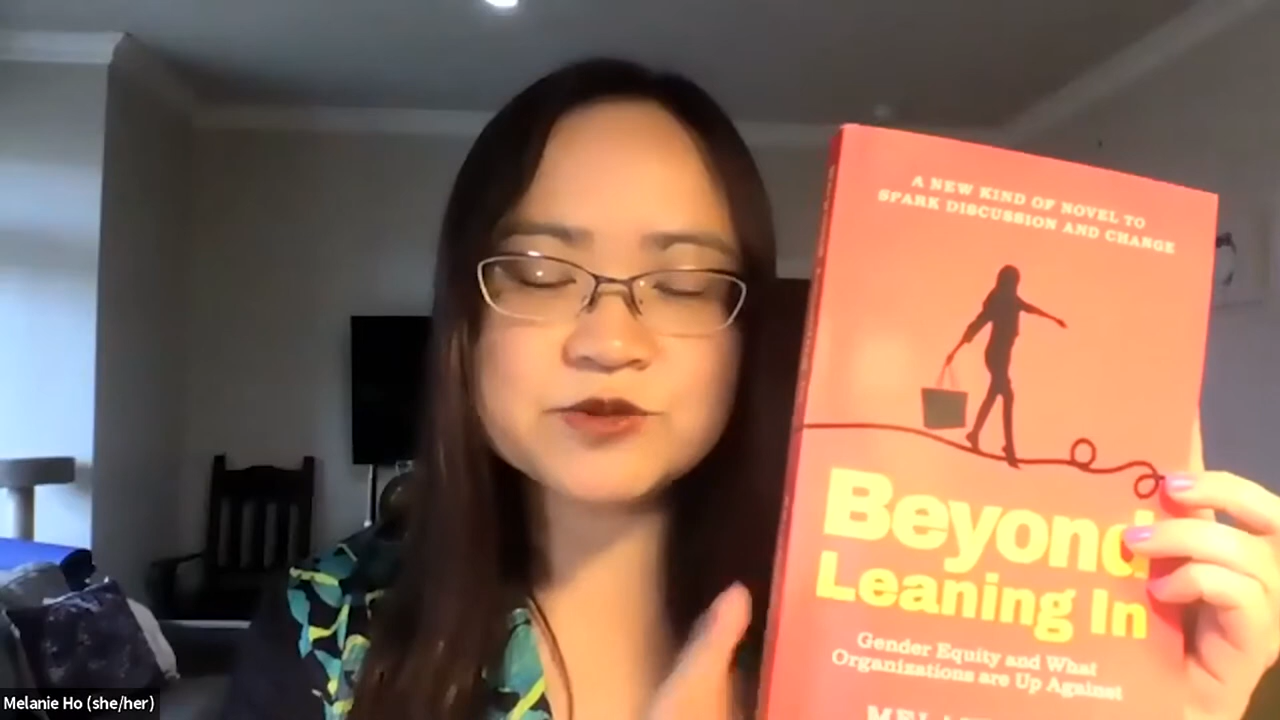 A NEW KIND OF NOVEL TO
SPARK DISCUSSION AND CHANGE
Beyond
Leaning In
Gender Equity and What
Organizations are Up Against
Melanie Ho (she/her)